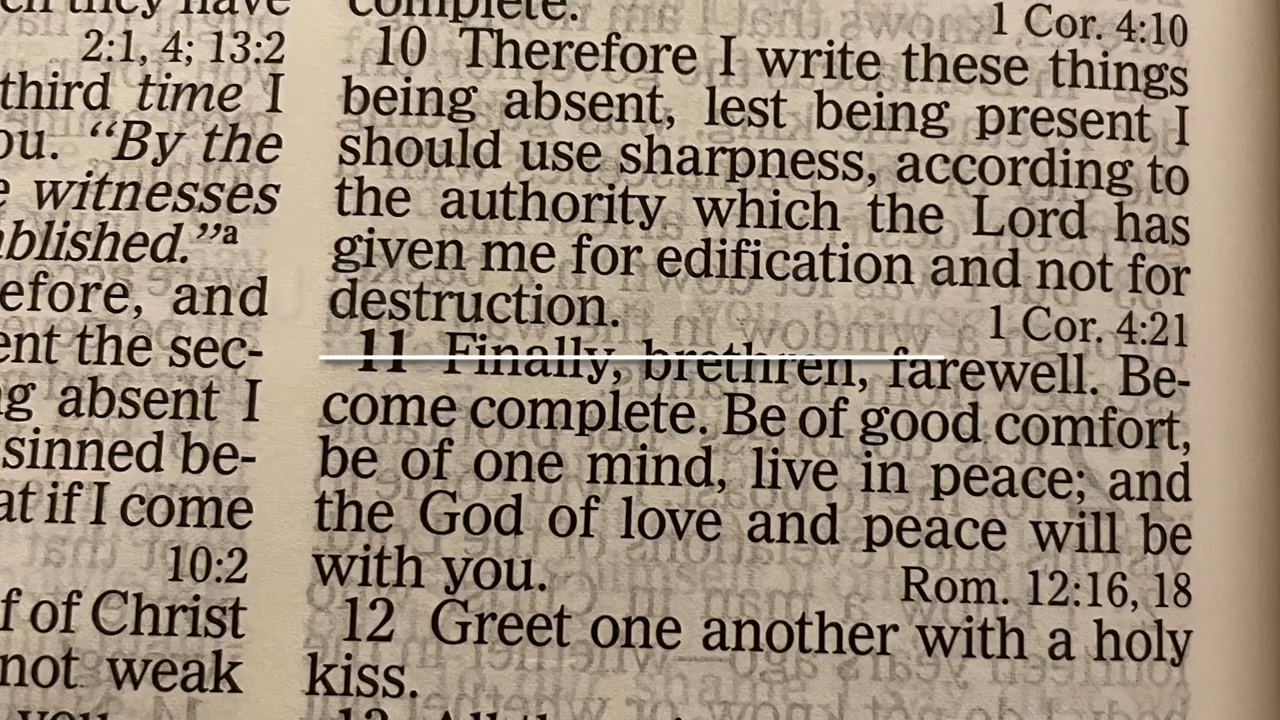 they have
2:1, 4; 13:2
third time I
ou. “By the
witnesses
blished.”a
efore, and
ent the sec-
g absent I
sinned be-
at if I come
10:2
f of Christ
not weak
you
complete.
1 Cor. 4:10
10 Therefore I write these things
being absent, lest being present I
should use sharpness, according to
the authority which the Lord has
given me for edification and not for
destruction.
1 Cor. 4:21
11 Finally, brethren, farewell. Be-
come complete. Be of good comfort,
be of one mind, live in peace; and
the God of love and peace will be
with you.
Rom. 12:16, 18
12 Greet one another with a holy
kiss.